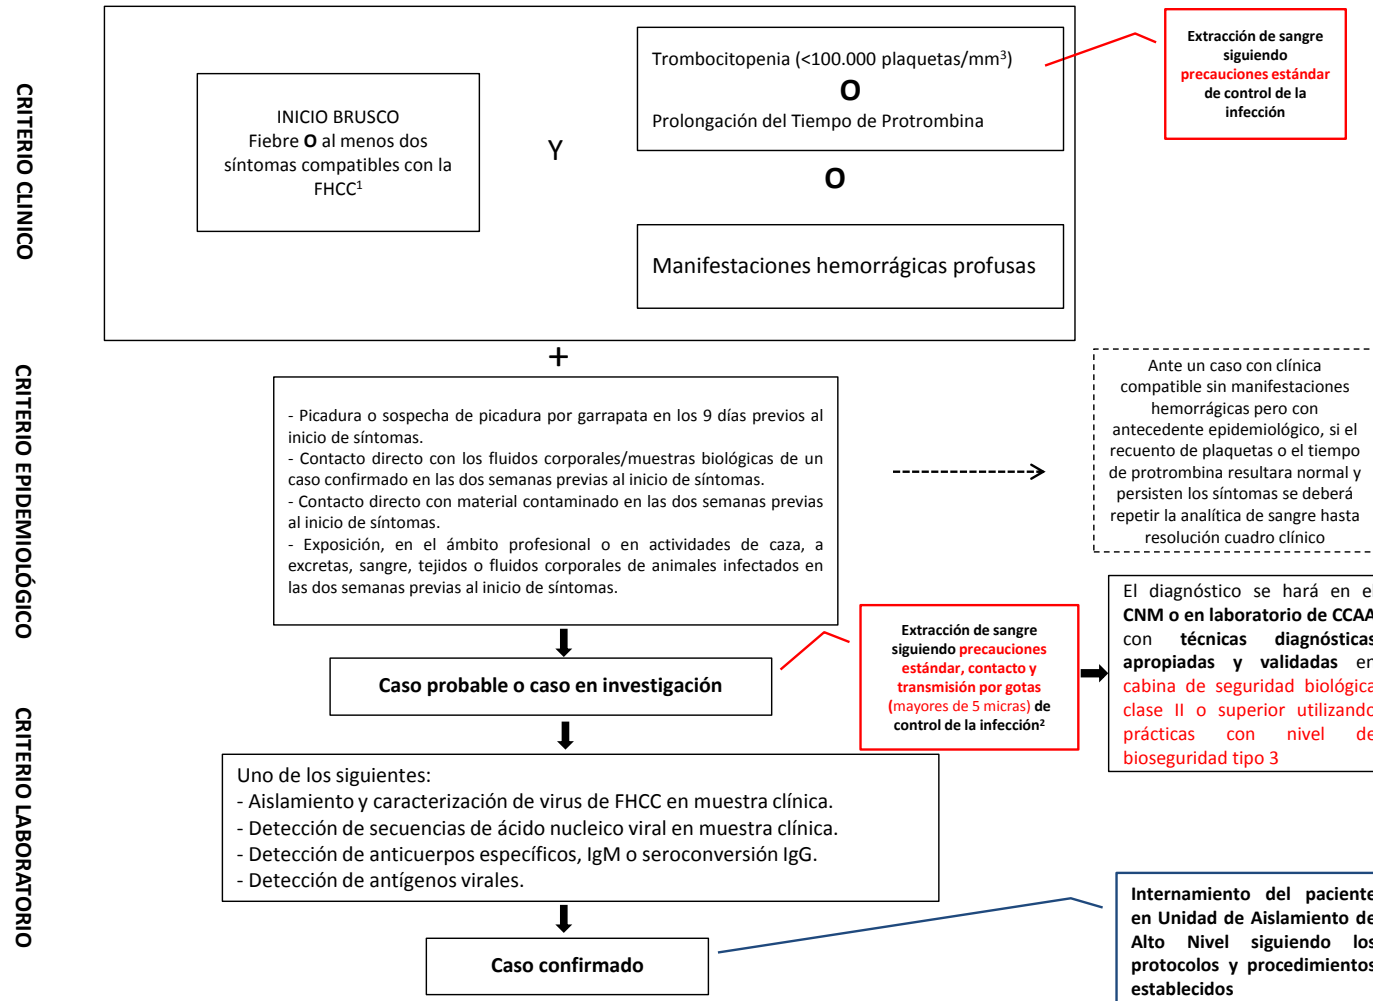 CRITERIO CLINICO
INICIO BRUSCO
Fiebre O al menos dos
síntomas compatibles con la
FHCC1
Y
Trombocitopenia (<100.000 plaquetas/mm3)
O
Prolongación del Tiempo de Protrombina
O
Manifestaciones hemorrágicas profusas
Extracción de sangre
siguiendo
precauciones estándar
de control de la
infección
+
CRITERIO EPIDEMIOLÓGICO
- Picadura o sospecha de picadura por garrapata en los 9 días previos al
inicio de síntomas.
- Contacto directo con los fluidos corporales/muestras biológicas de un
caso confirmado en las dos semanas previas al inicio de síntomas.
- Contacto directo con material contaminado en las dos semanas previas
al inicio de síntomas.
- Exposición, en el ámbito profesional o en actividades de caza, a
excretas, sangre, tejidos o fluidos corporales de animales infectados en
las dos semanas previas al inicio de síntomas.
Ante un caso con clínica
compatible sin manifestaciones
hemorrágicas pero con
antecedente epidemiológico, si el
recuento de plaquetas o el tiempo
de protrombina resultara normal y
persisten los síntomas se deberá
repetir la analítica de sangre hasta
resolución cuadro clínico
Caso probable o caso en investigación
Extracción de sangre
siguiendo precauciones
estándar, contacto y
transmisión por gotas
(mayores de 5 micras) de
control de la infección2
El diagnóstico se hará en el
CNM o en laboratorio de CCAA
con técnicas diagnósticas
apropiadas y validadas en
cabina de seguridad biológica
clase II o superior utilizando
prácticas con nivel de
bioseguridad tipo 3
CRITERIO LABORATORIO
Uno de los siguientes:
- Aislamiento y caracterización de virus de FHCC en muestra clínica.
- Detección de secuencias de ácido nucleico viral en muestra clínica.
- Detección de anticuerpos específicos, IgM o seroconversión IgG.
- Detección de antígenos virales.
Caso confirmado
Internamiento del paciente
en Unidad de Aislamiento de
Alto Nivel siguiendo los
protocolos y procedimientos
establecidos